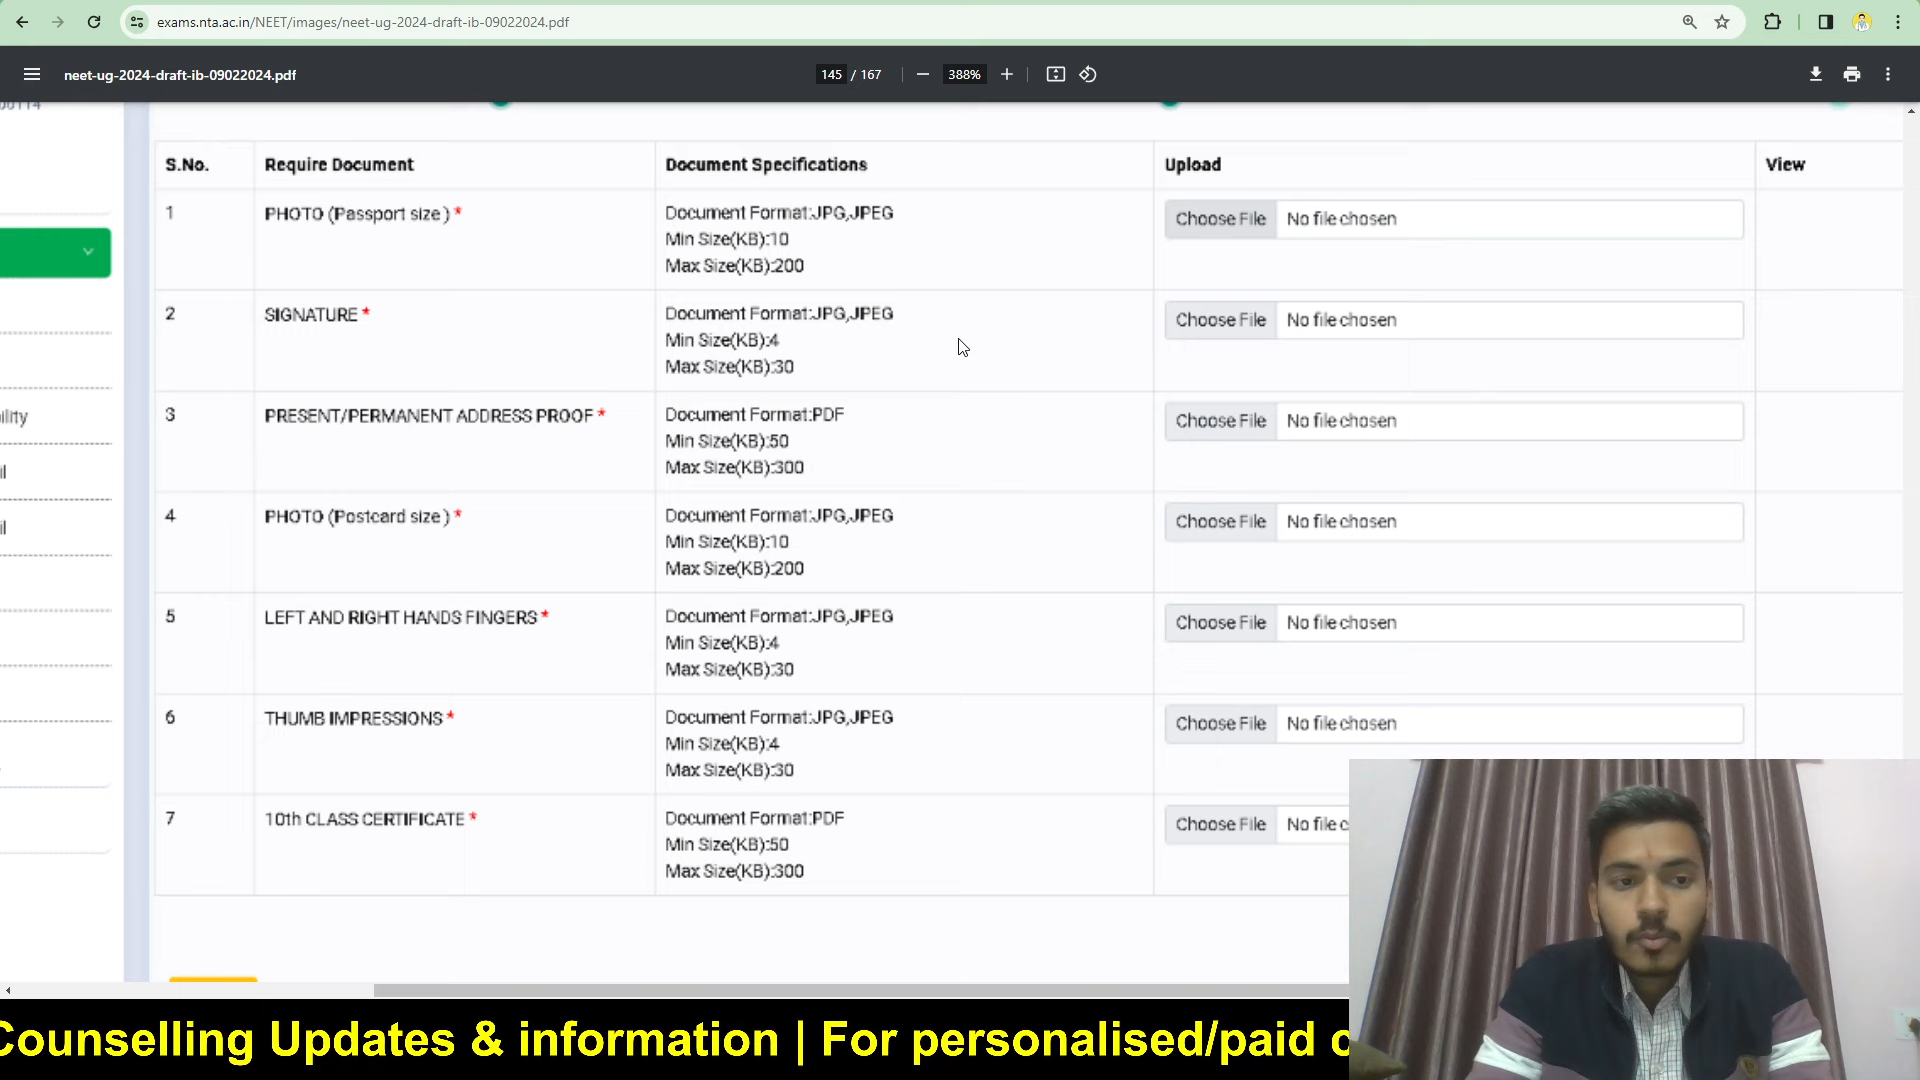 exams.nta.ac.in/NEET/images/neet-ug-2024-draft-ib-09022024.pdf
neet-ug-2024-draft-ib-09022024.pdf
145 / 167
388%
S.No. Require Document Document Specifications Upload View
1 PHOTO (Passport size) * Document Format:JPG,JPEG Choose File No file chosen
Min Size(KB):10
Max Size(KB):200
2 SIGNATURE * Document Format:JPG,JPEG Choose File No file chosen
Min Size(KB):4
Max Size(KB):30
3 PRESENT/PERMANENT ADDRESS PROOF * Document Format:PDF Choose File No file chosen
Min Size(KB):50
Max Size(KB):300
4 PHOTO (Postcard size) * Document Format:JPG,JPEG Choose File No file chosen
Min Size(KB):10
Max Size(KB):200
5 LEFT AND RIGHT HANDS FINGERS * Document Format:JPG,JPEG Choose File No file chosen
Min Size(KB):4
Max Size(KB):30
6 THUMB IMPRESSIONS * Document Format:JPG,JPEG Choose File No file chosen
Min Size(KB):4
Max Size(KB):30
7 10th CLASS CERTIFICATE * Document Format:PDF Choose File No file c
Min Size(KB):50
Max Size(KB):300
Counselling Updates & information | For personalised/paid